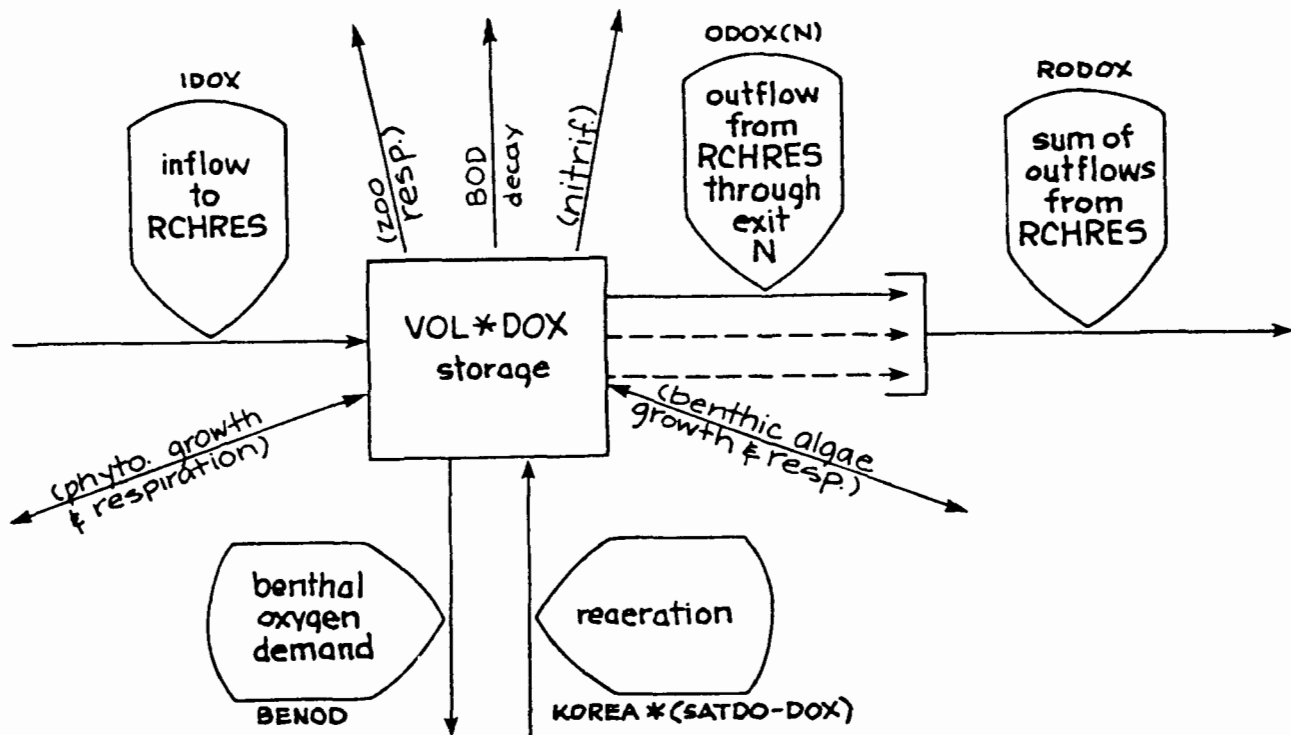 IDOX
inflow
to
RCHRES
(zoo
resp.)
BOD
decay
(nitrif.)
ODOX(N)
outflow
from
RCHRES
through
exit
N
RODOX
sum of
outflows
from
RCHRES
VOL*DOX
storage
(phyto. growth
& respiration)
(benthic algae
growth & resp.)
benthal
oxygen
demand
BENOD
reaeration
KOREA*(SATDO-DOX)